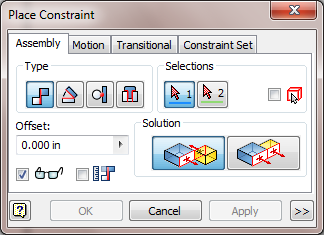 Place Constraint
Assembly Motion Transitional Constraint Set
Type Selections
1 2
Offset: Solution
0.000 in
? OK Cancel Apply >>